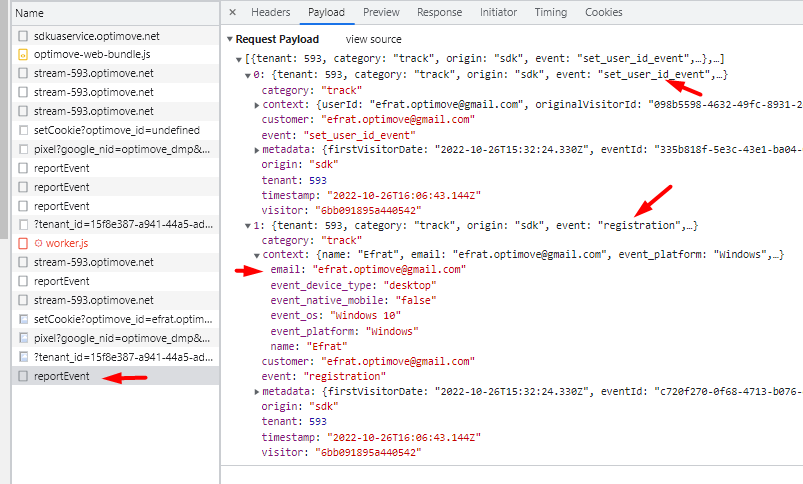 Name
sdkuaservice.optimove.net
optimove-web-bundle.js
stream-593.optimove.net
stream-593.optimove.net
stream-593.optimove.net
setCookie?optimove_id=undefined
pixel?google_nid=optimove_dmp&...
reportEvent
reportEvent
reportEvent
?tenant_id=15f8e387-a941-44a5-ad...
worker.js
stream-593.optimove.net
reportEvent
stream-593.optimove.net
setCookie?optimove_id=efrat.optim...
pixel?google_nid=optimove_dmp&...
?tenant_id=15f8e387-a941-44a5-ad...
reportEvent
× Headers Payload Preview Response Initiator Timing Cookies
▼ Request Payload view source
▼ [{tenant: 593, category: "track", origin: "sdk", event: "set_user_id_event",…},…]
▼ 0: {tenant: 593, category: "track", origin: "sdk", event: "set_user_id_event",…}
category: "track"
▶ context: {userId: "efrat.optimove@gmail.com", originalVisitorId: "098b5598-4632-49fc-8931-2
customer: "efrat.optimove@gmail.com"
event: "set_user_id_event"
▶ metadata: {firstVisitorDate: "2022-10-26T15:32:24.330Z", eventId: "335b818f-5e3c-43e1-ba04-
origin: "sdk"
tenant: 593
timestamp: "2022-10-26T16:06:43.144Z"
visitor: "6bb091895a440542"
▼ 1: {tenant: 593, category: "track", origin: "sdk", event: "registration",…}
category: "track"
▼ context: {name: "Efrat", email: "efrat.optimove@gmail.com", event_platform: "Windows",…}
email: "efrat.optimove@gmail.com"
event_device_type: "desktop"
event_native_mobile: "false"
event_os: "Windows 10"
event_platform: "Windows"
name: "Efrat"
customer: "efrat.optimove@gmail.com"
event: "registration"
▶ metadata: {firstVisitorDate: "2022-10-26T15:32:24.330Z", eventId: "c720f270-0f68-4713-b076-
origin: "sdk"
tenant: 593
timestamp: "2022-10-26T16:06:43.144Z"
visitor: "6bb091895a440542"